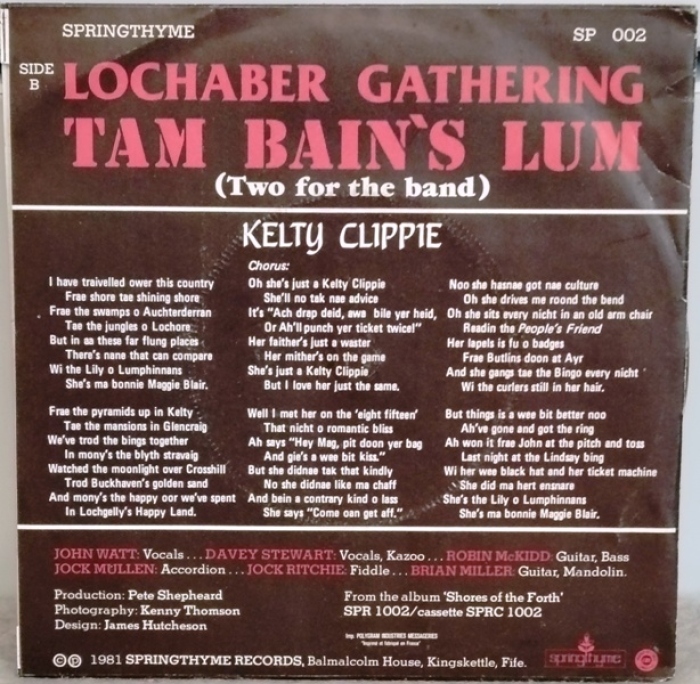 SPRINGTHYME
SP 002
SIDE
B
LOCHABER GATHERING
TAM BAIN`S LUM
(Two for the band)
KELTY CLIPPIE
I have traivelled ower this country
Frae shore tae shining shore
Frae the swamps o Auchterderran
Tae the jungles o Lochore
But in aa these far flung places
There's nane that can compare
Wi the Lily o Lumphinnans
She's ma bonnie Maggie Blair.
Frae the pyramids up in Kelty
Tae the mansions in Glencraig
We've trod the bings together
In mony's the blyth stravaig
Watched the moonlight over Crosshill
Trod Buckhaven's golden sand
And mony's the happy oor we've spent
In Lochgelly's Happy Land.
Chorus:
Oh she's just a Kelty Clippie
She'll no tak nae advice
It's "Ach drap deid, awa bile yer heid,
Or Ah'll punch yer ticket twice!"
Her faither's just a waster
Her mither's on the game
She's just a Kelty Clippie
But I love her just the same.
Well I met her on the 'eight fifteen'
That nicht o romantic bliss
Ah says "Hey Mag, pit doon yer bag
And gie's a wee bit kiss."
But she didnae tak that kindly
No she didnae like ma chaff
And bein a contrary kind o lass
She says "Come oan get aff."
Noo she hasnae got nae culture
Oh she drives me roond the bend
Oh she sits every nicht in an old arm chair
Readin the People's Friend
Her lapels is fu o badges
Frae Butlins doon at Ayr
And she gangs tae the Bingo every nicht
Wi the curlers still in her hair.
But things is a wee bit better noo
Ah've gone and got the ring
Ah won it frae John at the pitch and toss
Last night at the Lindsay bing
Wi her wee black hat and her ticket machine
She did ma hert ensnare
She's the Lily o Lumphinnans
She's ma bonnie Maggie Blair.
JOHN WATT: Vocals . . . DAVEY STEWART: Vocals, Kazoo . . . ROBIN McKIDD: Guitar, Bass
JOCK MULLEN: Accordion . . . JOCK RITCHIE: Fiddle . . . BRIAN MILLER: Guitar, Mandolin.
Production: Pete Shepheard
Photography: Kenny Thomson
Design: James Hutcheson
From the album 'Shores of the Forth'
SPR 1002/cassette SPRC 1002
Imp. POLYGRAM INDUSTRIES MESSAGERIES
"Imprimé et fabriqué en France"
©℗ 1981 SPRINGTHYME RECORDS, Balmalcolm House, Kingskettle, Fife.
springthyme